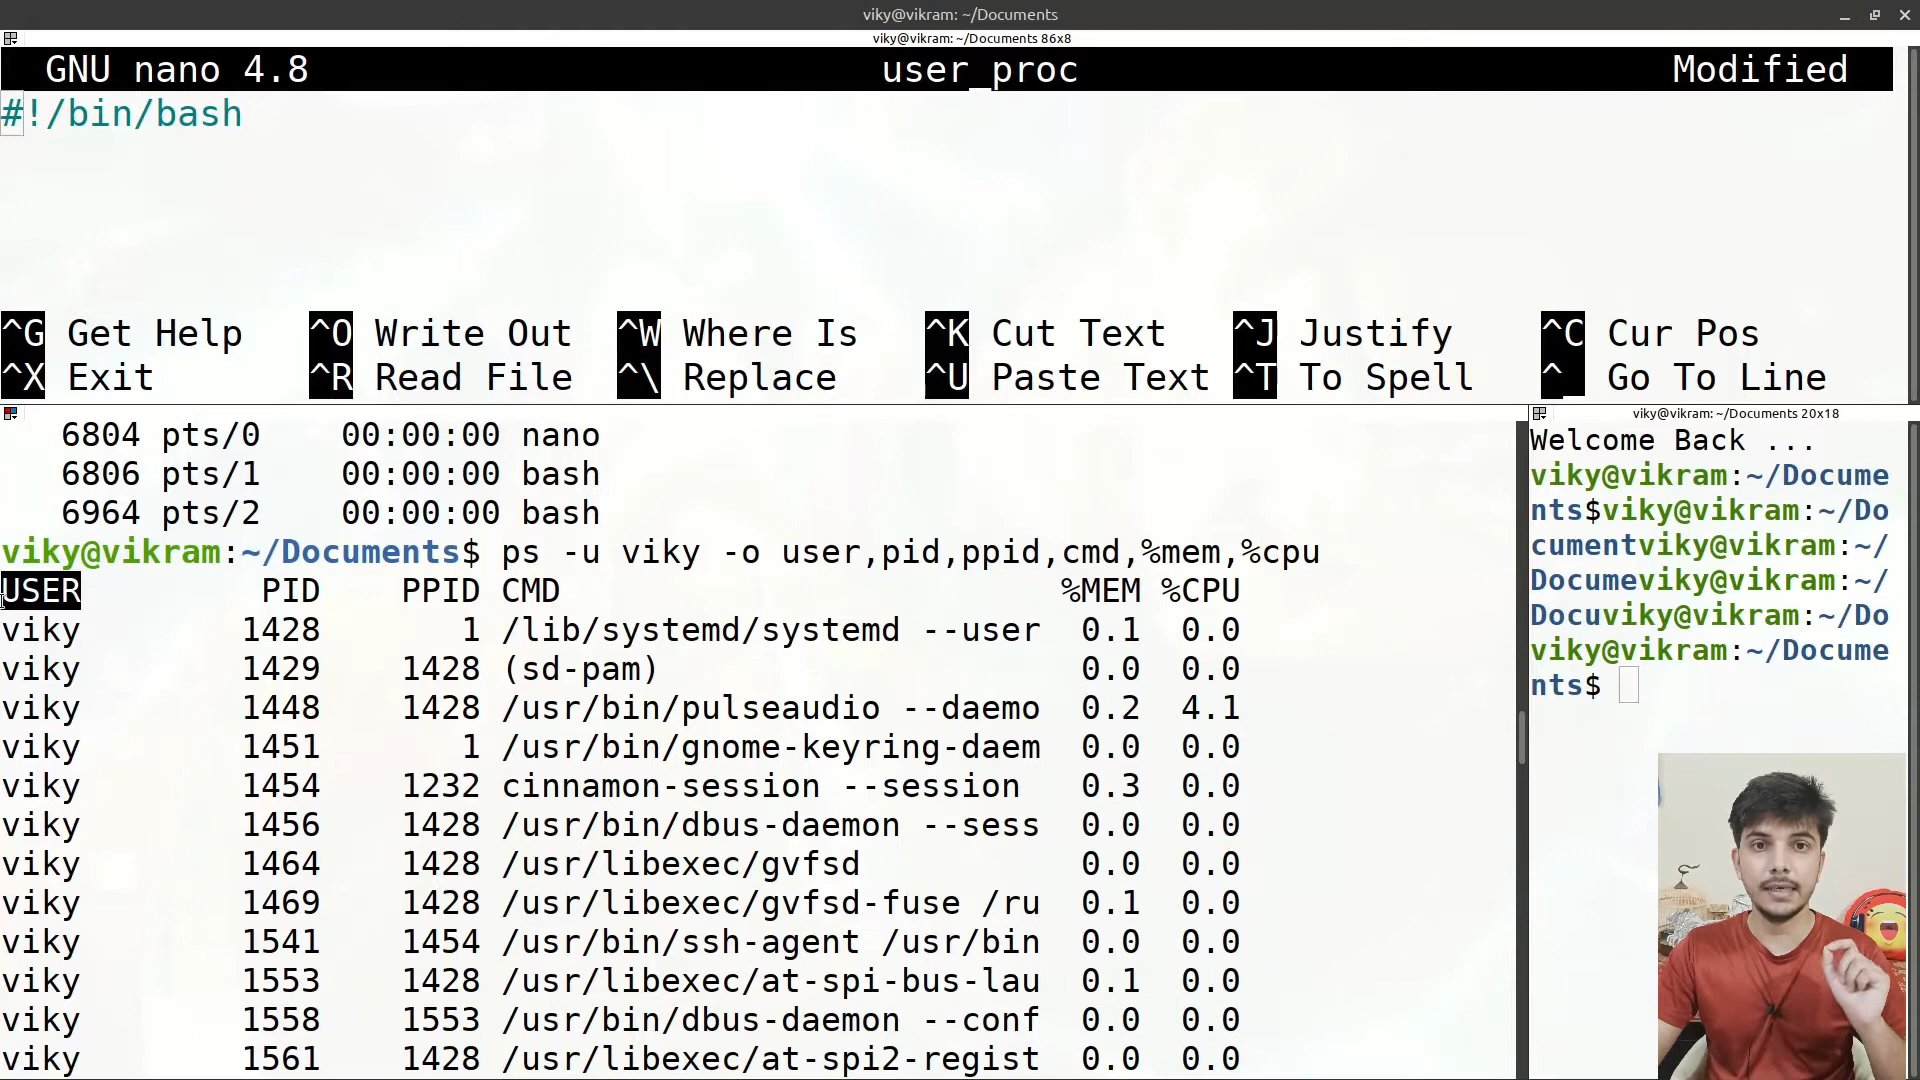 viky@vikram: ~/Documents
viky@vikram: ~/Documents 86x8
GNU nano 4.8 user_proc Modified
#!/bin/bash
^G Get Help ^O Write Out ^W Where Is ^K Cut Text ^J Justify ^C Cur Pos
^X Exit ^R Read File ^\ Replace ^U Paste Text ^T To Spell ^_ Go To Line
6804 pts/0 00:00:00 nano
6806 pts/1 00:00:00 bash
6964 pts/2 00:00:00 bash
viky@vikram:~/Documents$ ps -u viky -o user,pid,ppid,cmd,%mem,%cpu
USER PID PPID CMD %MEM %CPU
viky 1428 1 /lib/systemd/systemd --user 0.1 0.0
viky 1429 1428 (sd-pam) 0.0 0.0
viky 1448 1428 /usr/bin/pulseaudio --daemo 0.2 4.1
viky 1451 1 /usr/bin/gnome-keyring-daem 0.0 0.0
viky 1454 1232 cinnamon-session --session 0.3 0.0
viky 1456 1428 /usr/bin/dbus-daemon --sess 0.0 0.0
viky 1464 1428 /usr/libexec/gvfsd 0.0 0.0
viky 1469 1428 /usr/libexec/gvfsd-fuse /ru 0.1 0.0
viky 1541 1454 /usr/bin/ssh-agent /usr/bin 0.0 0.0
viky 1553 1428 /usr/libexec/at-spi-bus-lau 0.1 0.0
viky 1558 1553 /usr/bin/dbus-daemon --conf 0.0 0.0
viky 1561 1428 /usr/libexec/at-spi2-regist 0.0 0.0
viky@vikram: ~/Documents 20x18
Welcome Back ...
viky@vikram:~/Docume
nts$viky@vikram:~/Do
cumentviky@vikram:~/
Documeviky@vikram:~/
Docuviky@vikram:~/Do
viky@vikram:~/Docume
nts$